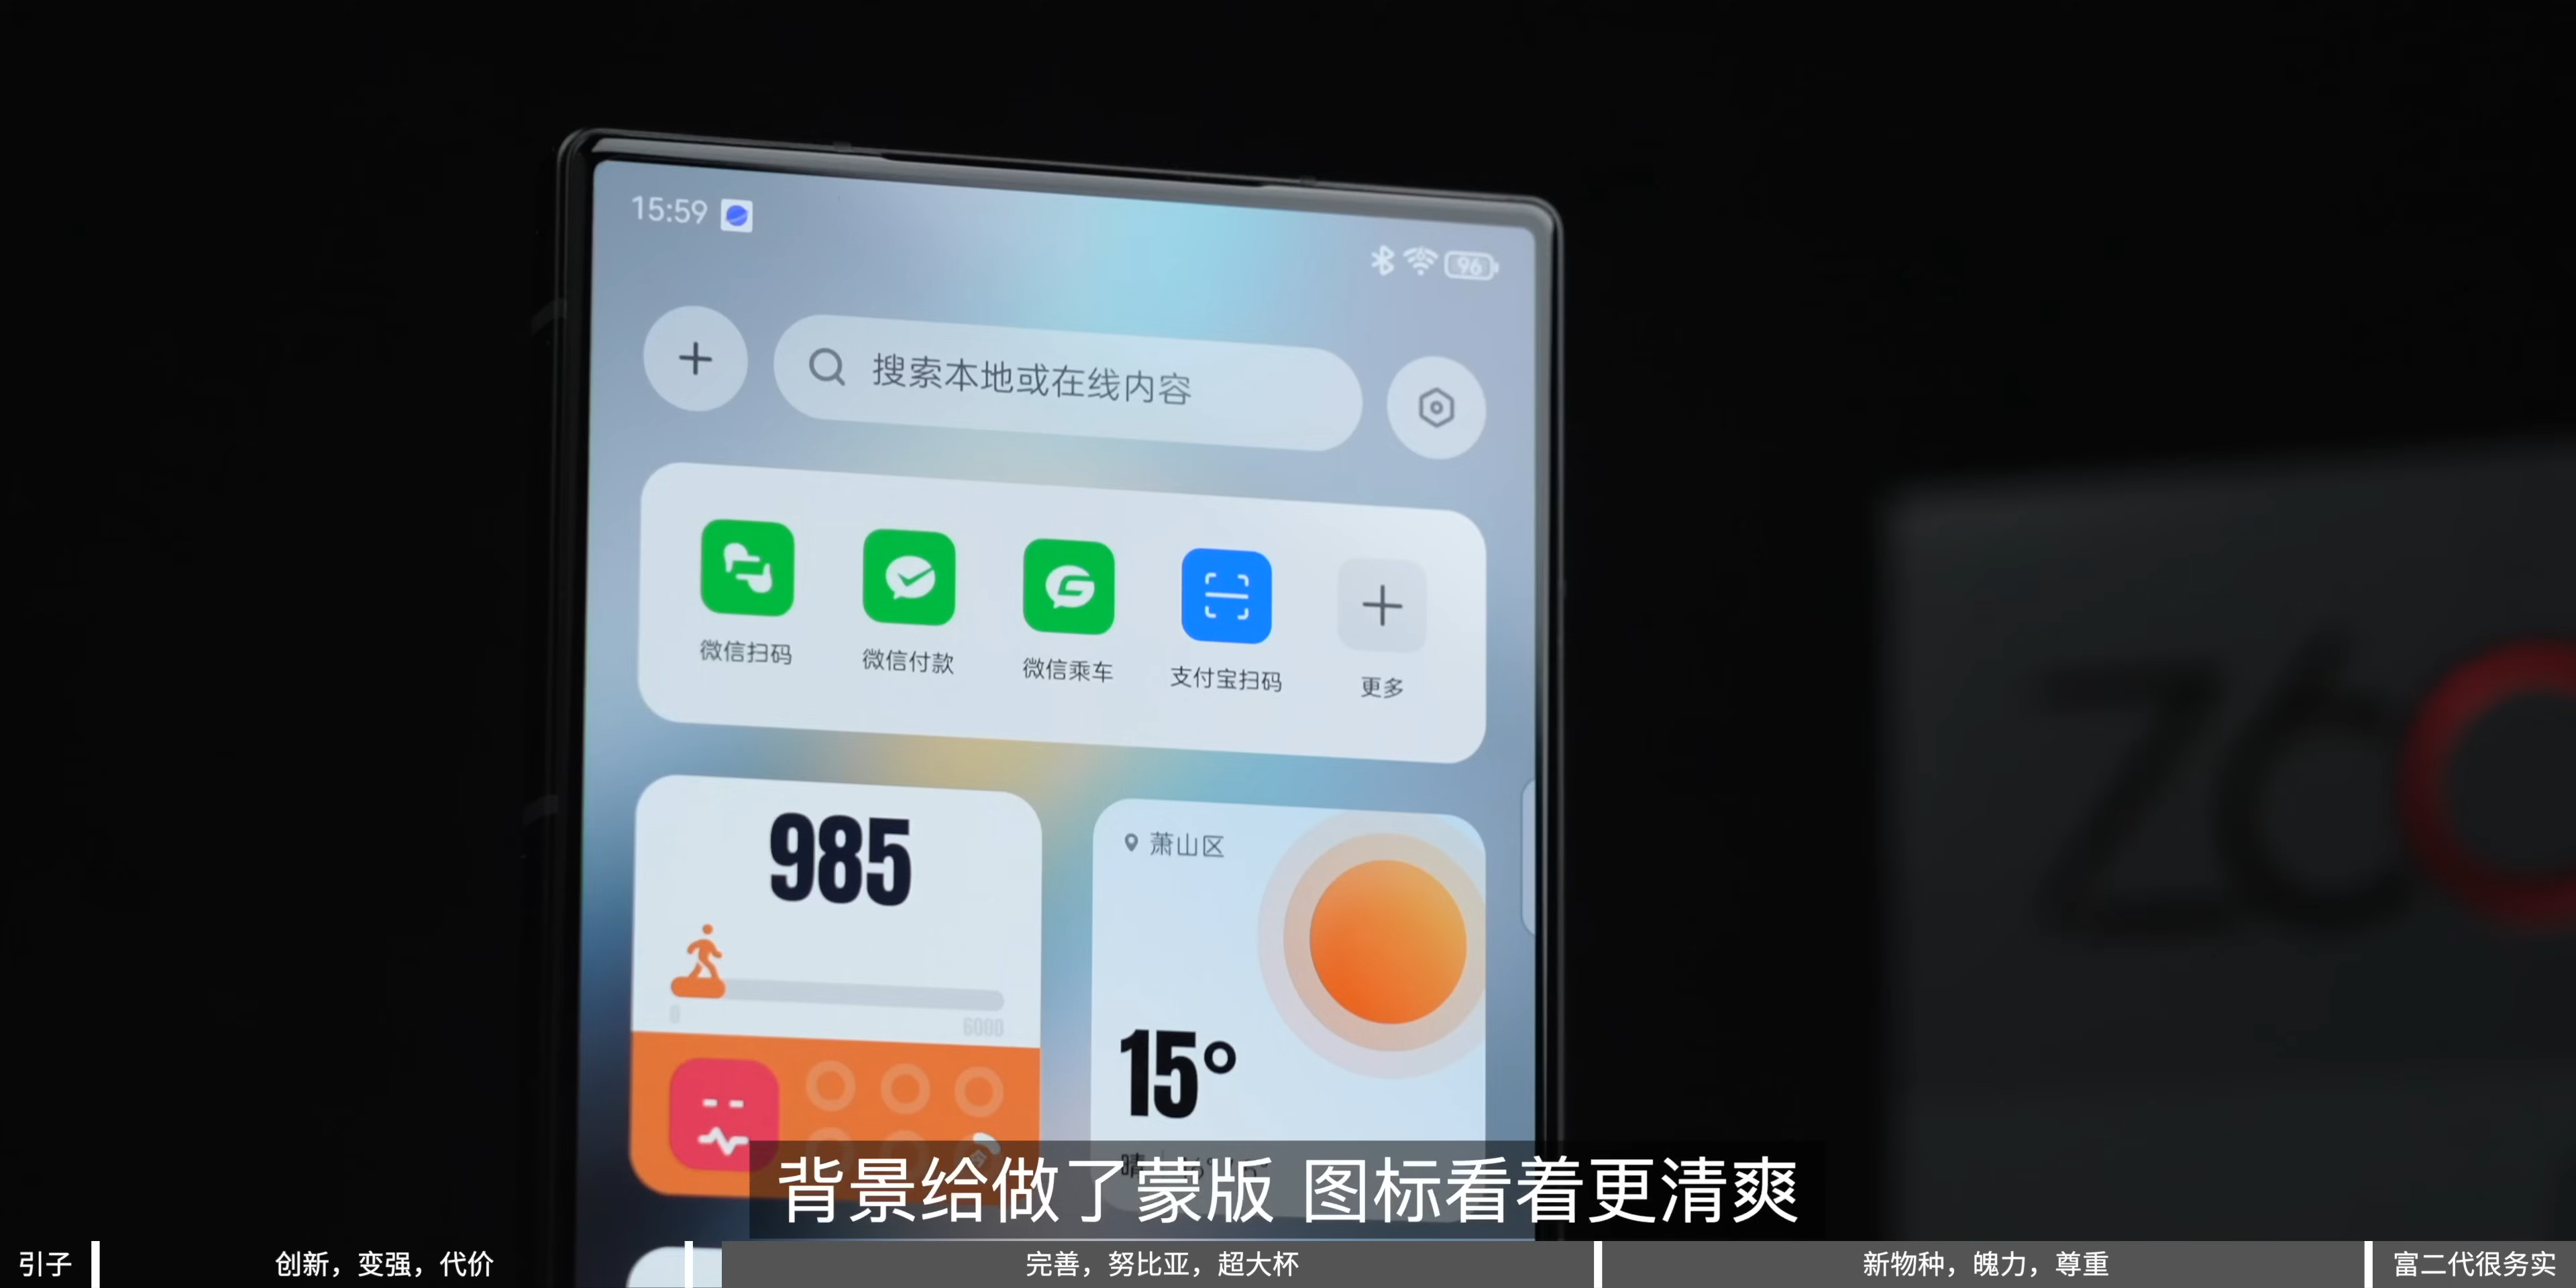 15:59
96
搜索本地或在线内容
微信扫码
微信付款
微信乘车
支付宝扫码
更多
985
0
6000
萧山区
15°
晴
背景给做了蒙版 图标看着更清爽
引子
创新，变强，代价
完善，努比亚，超大杯
新物种，魄力，尊重
富二代很务实